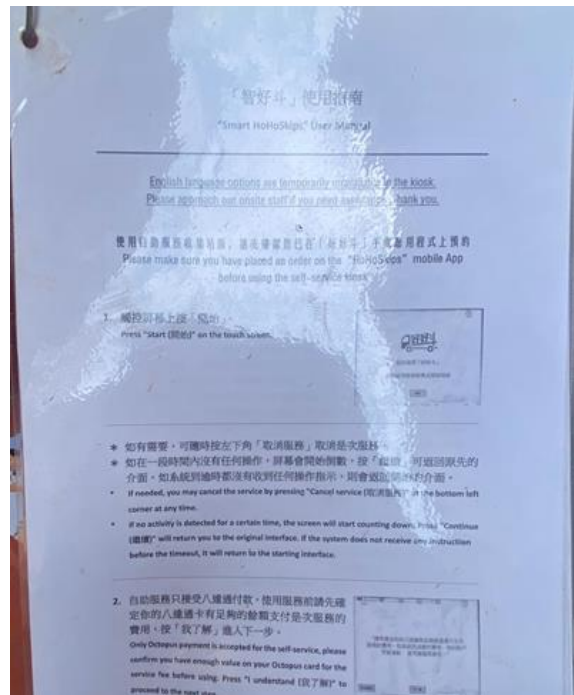 「智好斗」使用指南
"Smart HoHoSkips" User Manual
English language options are temporarily unavailable in the kiosk.
Please approach our onsite staff if you need assistance. Thank you.
使用自助服務收集站前，請先確認您已在「好好斗」手機應用程式上預約
Please make sure you have placed an order on the "HoHoSkips" mobile App
before using the self-service kiosk
1. 觸控屏幕上按「開始」。
Press "Start (開始)" on the touch screen.
* 如有需要，可隨時按左下角「取消服務」取消是次服務。
* 如在一段時間內沒有任何操作，屏幕會開始倒數，按「繼續」可返回原先的
介面。如系統到逾時都沒有收到任何操作指示，則會返回開始的介面。
• If needed, you may cancel the service by pressing "Cancel service (取消服務)" at the bottom left
corner at any time.
• If no activity is detected for a certain time, the screen will start counting down. Press "Continue
(繼續)" will return you to the original interface. If the system does not receive any instruction
before the timeout, it will return to the starting interface.
2. 自助服務只接受八達通付款，使用服務前請先確
定你的八達通卡有足夠的餘額支付是次服務的
費用，按「我了解」進入下一步。
Only Octopus payment is accepted for the self-service, please
confirm you have enough value on your Octopus card for the
service fee before using. Press "I understand (我了解)" to
proceed to the next step.